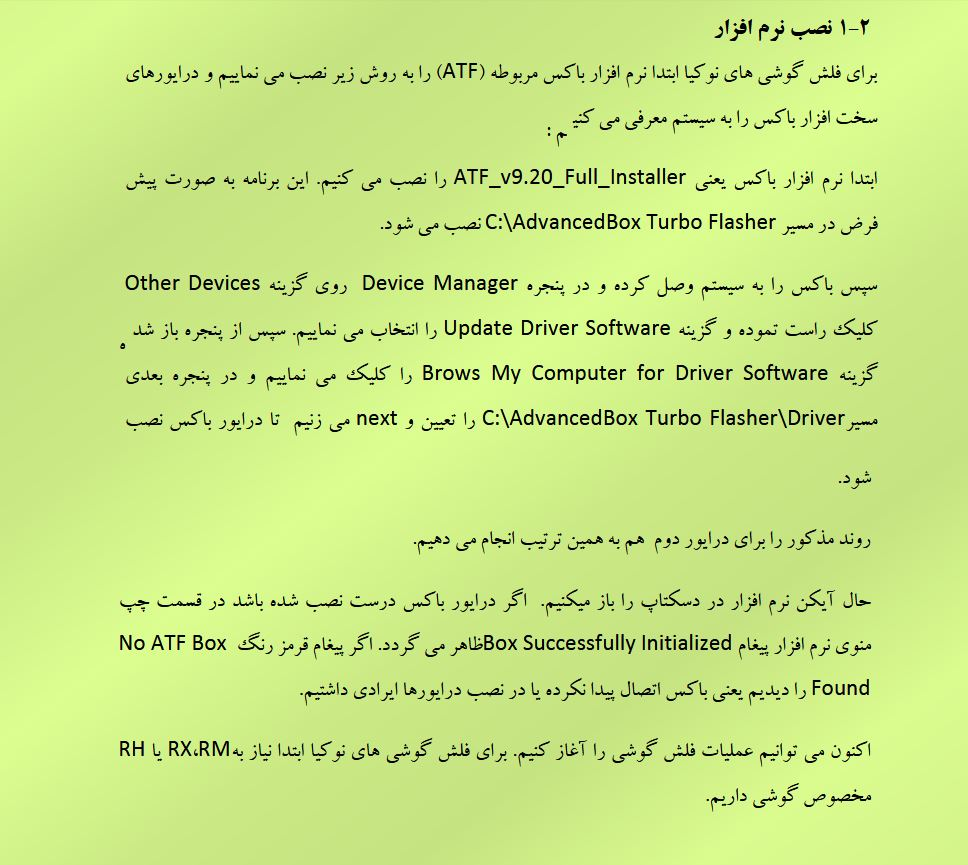 ۱-۲ نصب نرم افزار
برای فلش گوشی های نوکیا ابتدا نرم افزار باکس مربوطه (ATF) را به روش زیر نصب می نماییم و درایورهای
سخت افزار باکس را به سیستم معرفی می کنیم :
ابتدا نرم افزار باکس یعنی ATF_v9.20_Full_Installer را نصب می کنیم. این برنامه به صورت پیش
فرض در مسیر C:\AdvancedBox Turbo Flasher نصب می شود.
سپس باکس را به سیستم وصل کرده و در پنجره Device Manager روی گزینه Other Devices
کلیک راست تموده و گزینه Update Driver Software را انتخاب می نماییم. سپس از پنجره باز شده
گزینه Brows My Computer for Driver Software را کلیک می نماییم و در پنجره بعدی
مسیرC:\AdvancedBox Turbo Flasher\Driver را تعیین و next می زنیم تا درایور باکس نصب
شود.
روند مذکور را برای درایور دوم هم به همین ترتیب انجام می دهیم.
حال آیکن نرم افزار در دسکتاپ را باز میکنیم. اگر درایور باکس درست نصب شده باشد در قسمت چپ
منوی نرم افزار پیغام Box Successfully Initializedظاهر می گردد. اگر پیغام قرمز رنگ No ATF Box
Found را دیدیم یعنی باکس اتصال پیدا نکرده یا در نصب درایورها ایرادی داشتیم.
اکنون می توانیم عملیات فلش گوشی را آغاز کنیم. برای فلش گوشی های نوکیا ابتدا نیاز بهRX،RM یا RH
مخصوص گوشی داریم.